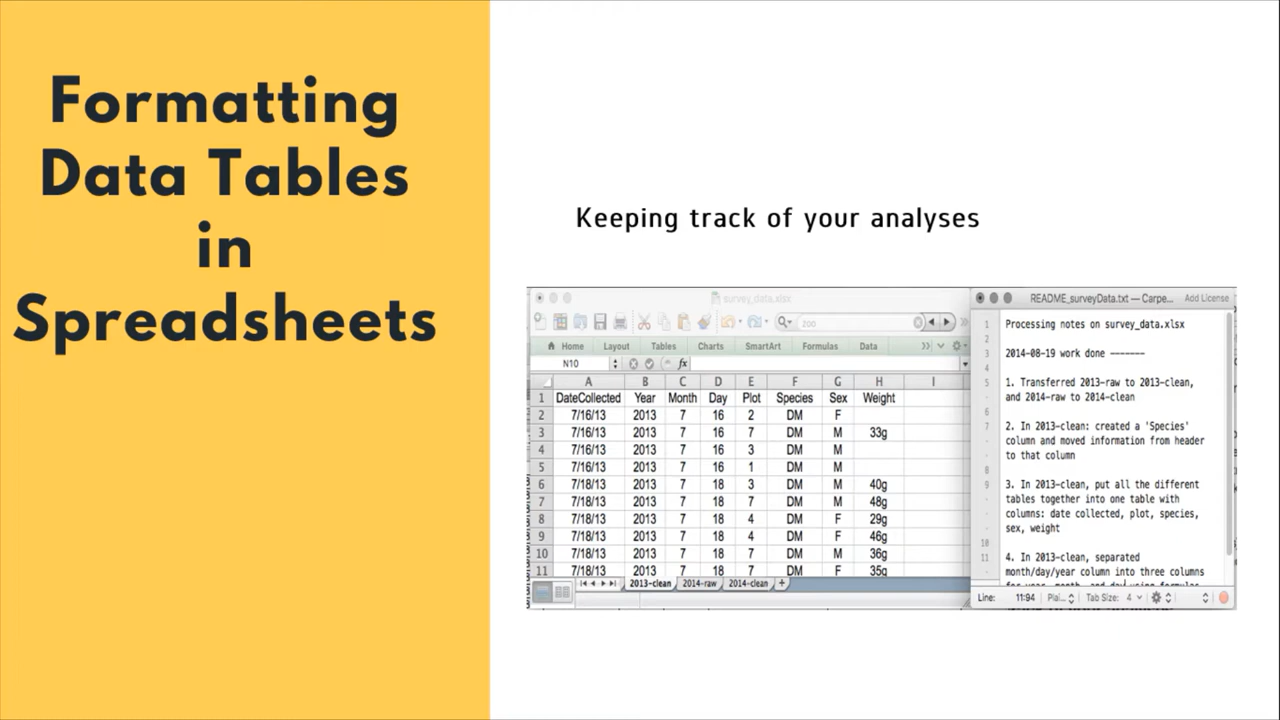 Formatting
Data Tables
in
Spreadsheets
Keeping track of your analyses
survey_data.xlsx
zoo
Home Layout Tables Charts SmartArt Formulas Data
N10 fx
A B C D E F G H I
1 DateCollected Year Month Day Plot Species Sex Weight
2 7/16/13 2013 7 16 2 DM F
3 7/16/13 2013 7 16 7 DM M 33g
4 7/16/13 2013 7 16 3 DM M
5 7/16/13 2013 7 16 1 DM M
6 7/18/13 2013 7 18 3 DM M 40g
7 7/18/13 2013 7 18 7 DM M 48g
8 7/18/13 2013 7 18 4 DM F 29g
9 7/18/13 2013 7 18 4 DM F 46g
10 7/18/13 2013 7 18 7 DM M 36g
11 7/18/13 2013 7 18 7 DM F 35g
2013-clean 2014-raw 2014-clean +
README_surveyData.txt — Carpe... Add License
1 Processing notes on survey_data.xlsx
2
3 2014-08-19 work done -------
4
5 1. Transferred 2013-raw to 2013-clean,
and 2014-raw to 2014-clean
6
7 2. In 2013-clean: created a 'Species'
column and moved information from header
to that column
8
9 3. In 2013-clean, put all the different
tables together into one table with
columns: date collected, plot, species,
sex, weight
10
11 4. In 2013-clean, separated
month/day/year column into three columns
for year, month, and day using formulas
Line: 11:94 Plai... Tab Size: 4